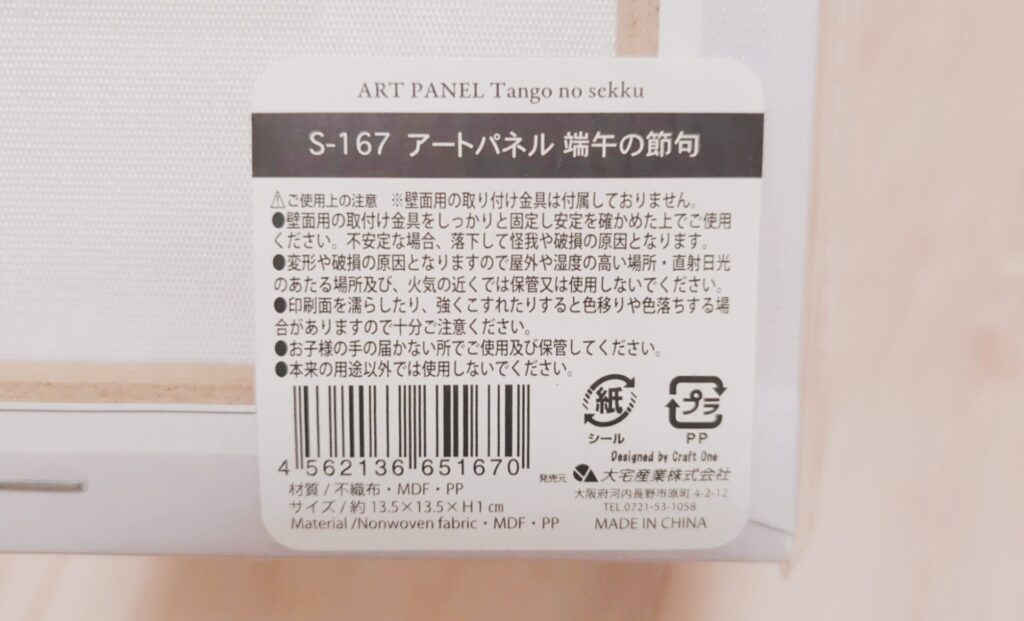 ART PANEL Tango no sekku
S-167 アートパネル 端午の節句
⚠ご使用上の注意 ※壁面用の取り付け金具は付属しておりません。
●壁面用の取付け金具をしっかりと固定し安定を確かめた上でご使用
ください。不安定な場合、落下して怪我や破損の原因となります。
●変形や破損の原因となりますので屋外や湿度の高い場所・直射日光
のあたる場所及び、火気の近くでは保管又は使用しないでください。
●印刷面を濡らしたり、強くこすれたりすると色移りや色落ちする場
合がありますので十分ご注意ください。
●お子様の手の届かない所でご使用及び保管してください。
●本来の用途以外では使用しないでください。
紙
シール
プラ
PP
4 562136 651670
材質 / 不織布・MDF・PP
サイズ / 約 13.5×13.5×H1㎝
Material /Nonwoven fabric・MDF・PP
Designed by Craft One
発売元 大宅産業株式会社
大阪府河内長野市原町 4-2-12
TEL.0721-53-1058
MADE IN CHINA